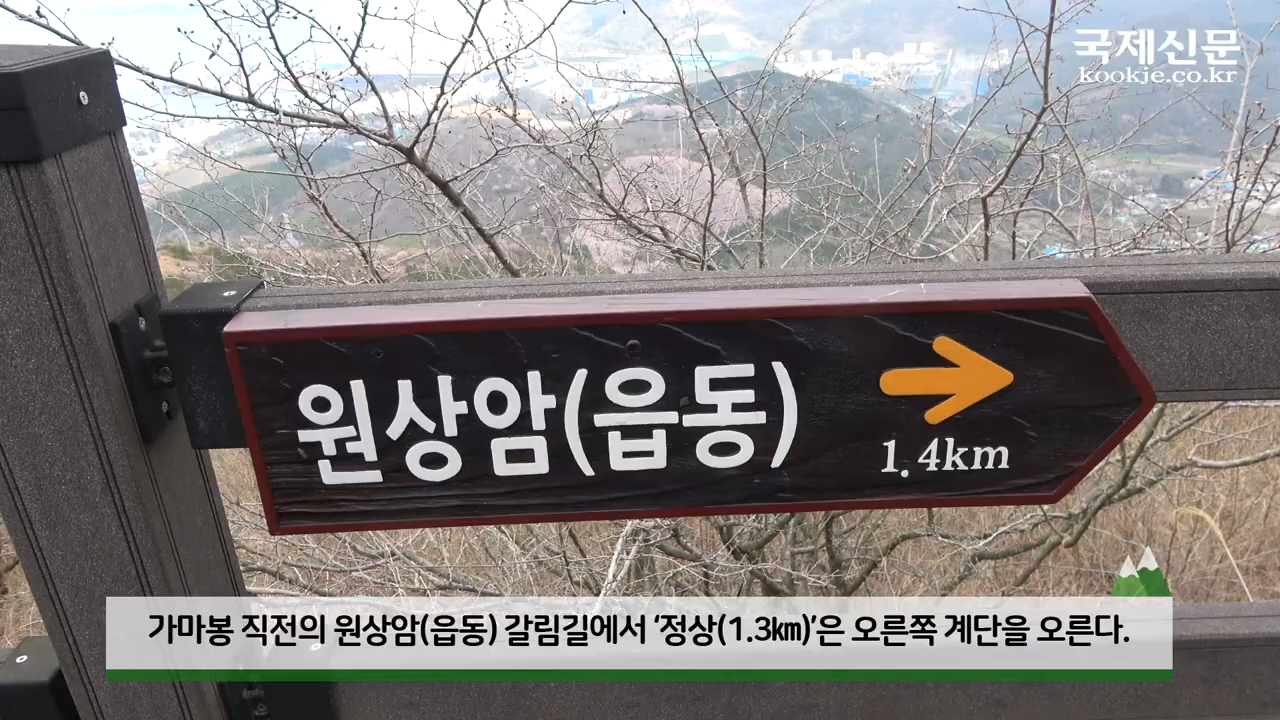 국제신문
kookje.co.kr
원상암(읍동)
1.4km
가마봉 직전의 원상암(읍동) 갈림길에서 ‘정상(1.3㎞)’은 오른쪽 계단을 오른다.